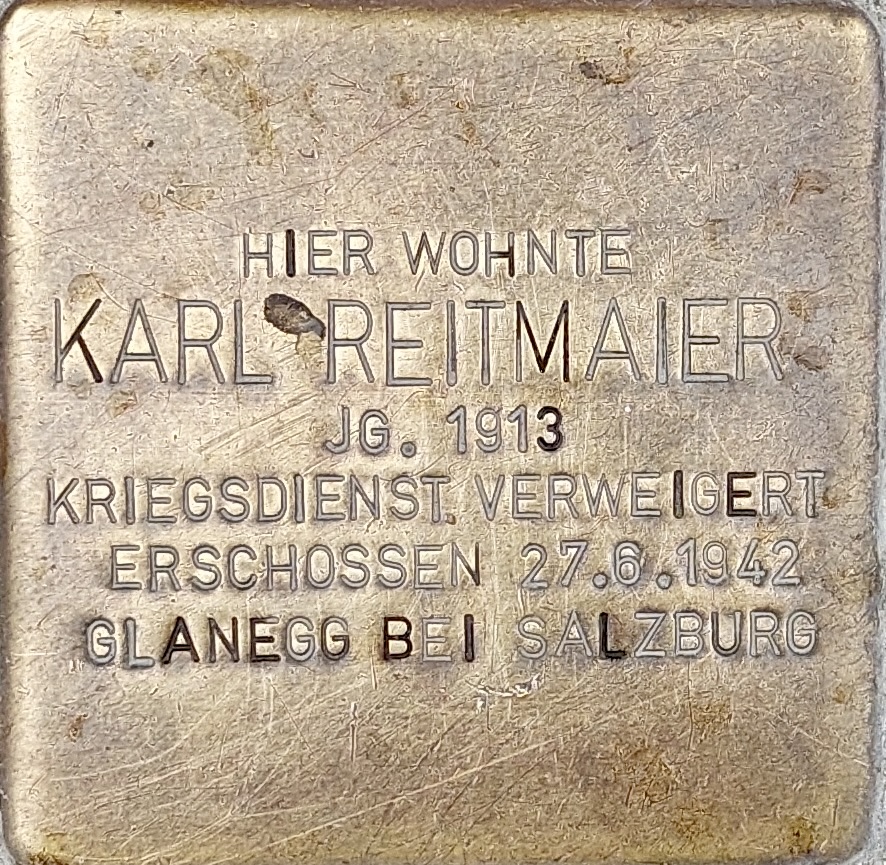 HIER WOHNTE
KARL REITMAIER
JG. 1913
KRIEGSDIENST VERWEIGERT
ERSCHOSSEN 27.6.1942
GLANEGG BEI SALZBURG